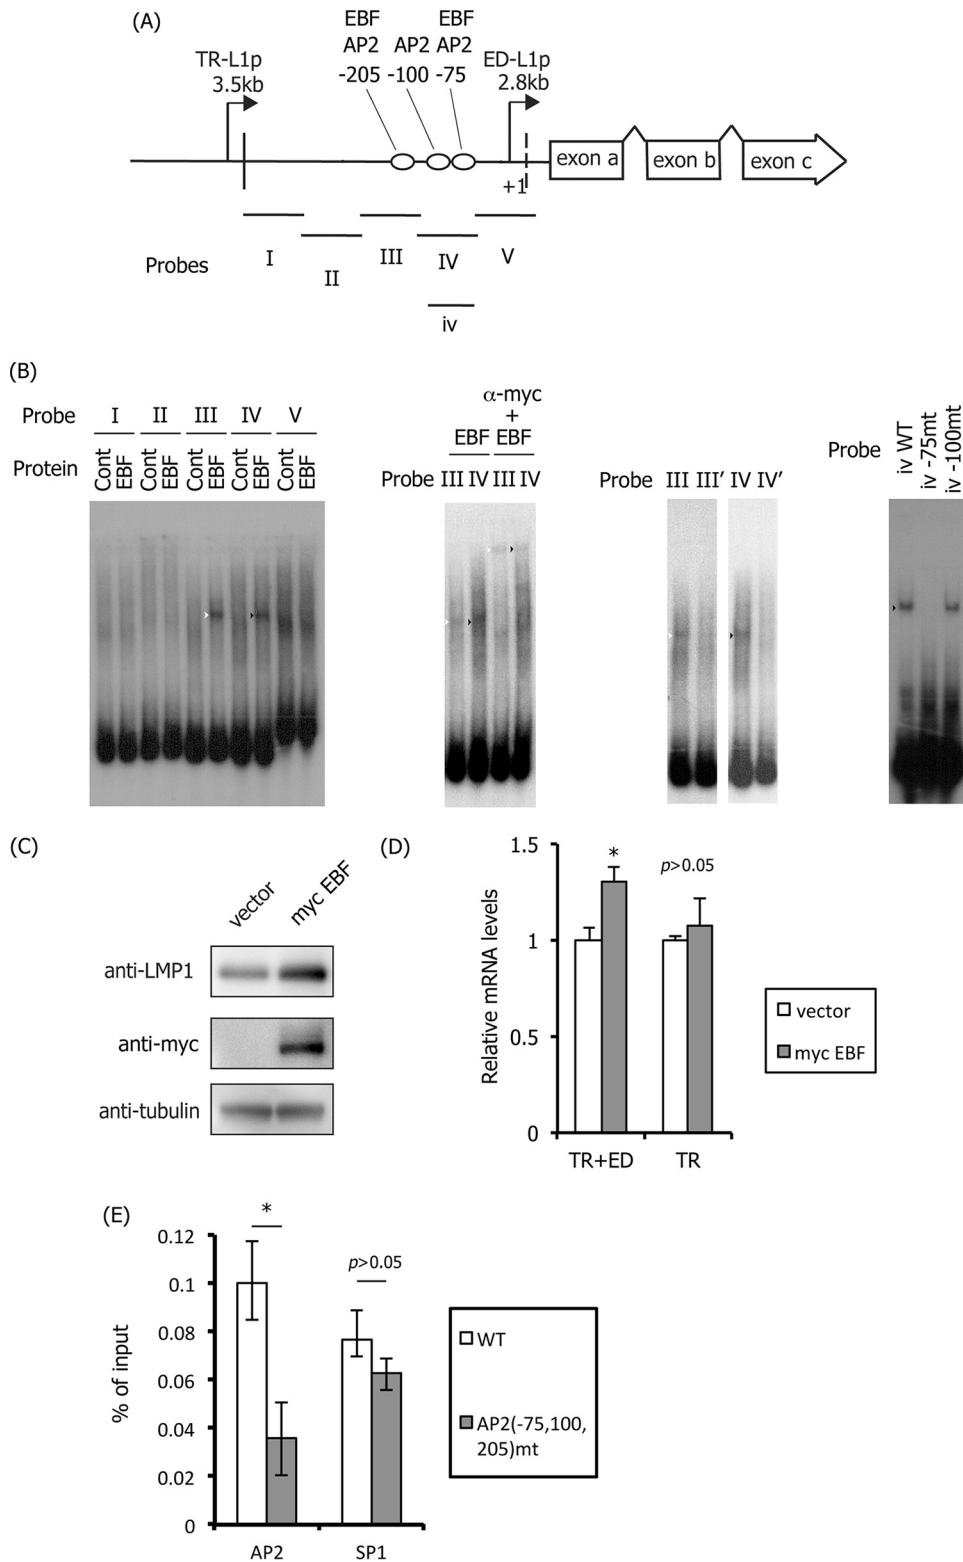 (A)
EBF EBF
AP2 AP2 AP2
TR-L1p -205 -100 -75 ED-L1p
3.5kb 2.8kb
exon a exon b exon c
+1
Probes I II III IV V
iv
(B)
Probe I II III IV V
Protein Cont EBF Cont EBF Cont EBF Cont EBF Cont EBF
α-myc
+
EBF EBF
Probe III IV III IV
Probe III III′ IV IV′
Probe iv WT iv -75mt iv -100mt
(C)
vector myc EBF
anti-LMP1
anti-myc
anti-tubulin
(D)
Relative mRNA levels
1.5
1
0.5
0
*
p>0.05
TR+ED TR
vector
myc EBF
(E)
% of input
0.12
0.1
0.08
0.06
0.04
0.02
0
*
p>0.05
AP2 SP1
WT
AP2(-75,100,
205)mt